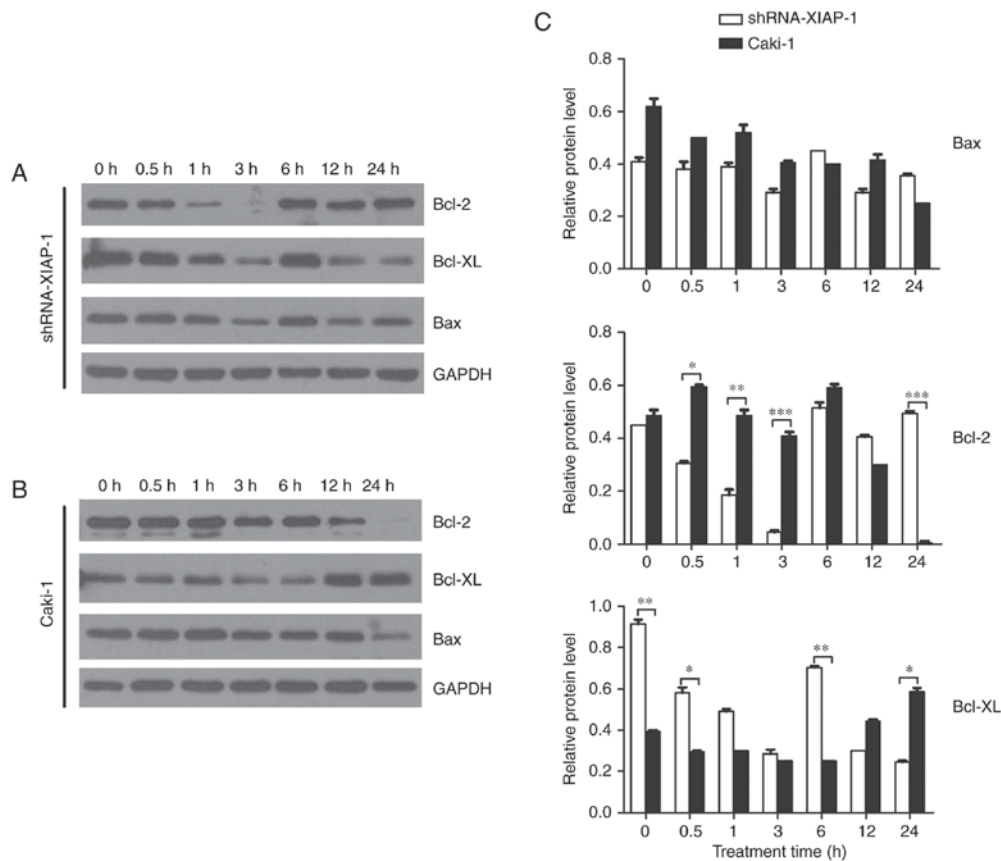 A
0 h 0.5 h 1 h 3 h 6 h 12 h 24 h
Bcl-2
Bcl-XL
Bax
GAPDH
shRNA-XIAP-1
B
0 h 0.5 h 1 h 3 h 6 h 12 h 24 h
Bcl-2
Bcl-XL
Bax
GAPDH
Caki-1
C
shRNA-XIAP-1
Caki-1
Relative protein level
0.8
0.6
0.4
0.2
0.0
0 0.5 1 3 6 12 24
Bax
Relative protein level
0.8
0.6
0.4
0.2
0.0
* ** *** ***
0 0.5 1 3 6 12 24
Bcl-2
Relative protein level
1.0
0.8
0.6
0.4
0.2
0.0
** * ** *
0 0.5 1 3 6 12 24
Treatment time (h)
Bcl-XL